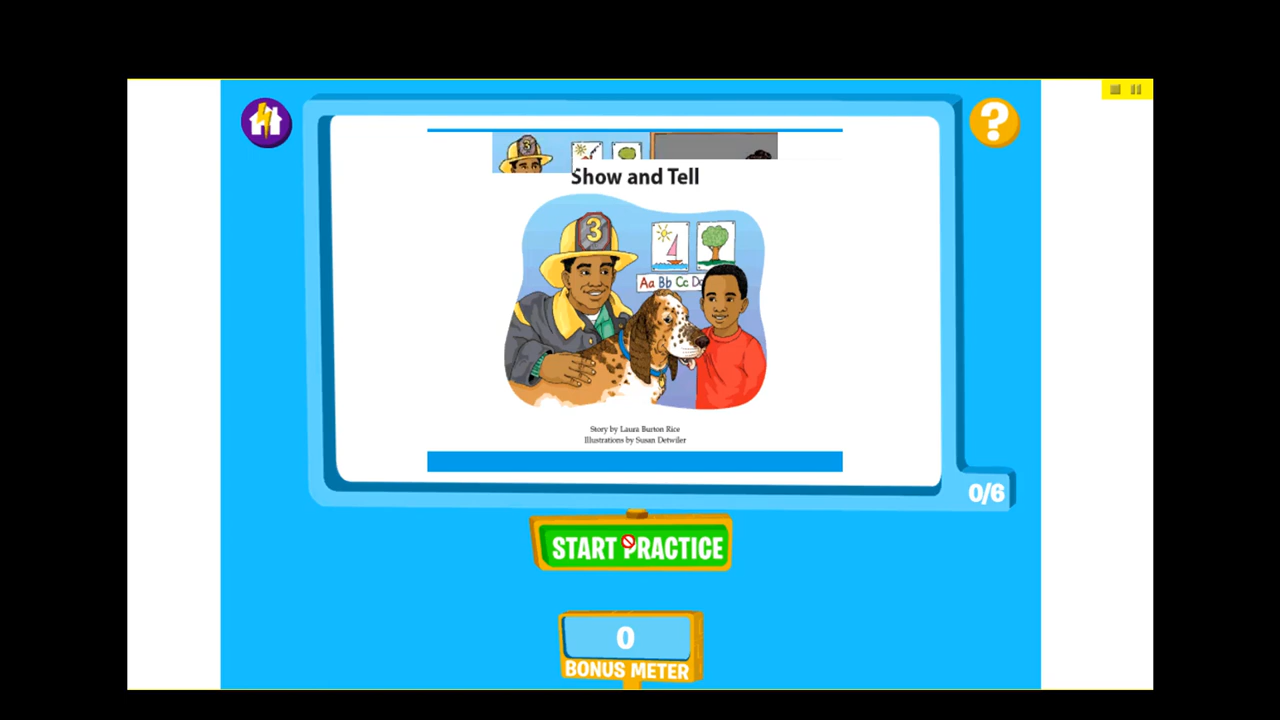 3
?
Show and Tell
3
Aa Bb Cc D
Story by Laura Burton Rice
Illustrations by Susan Detwiler
0/6
START PRACTICE
0
BONUS METER